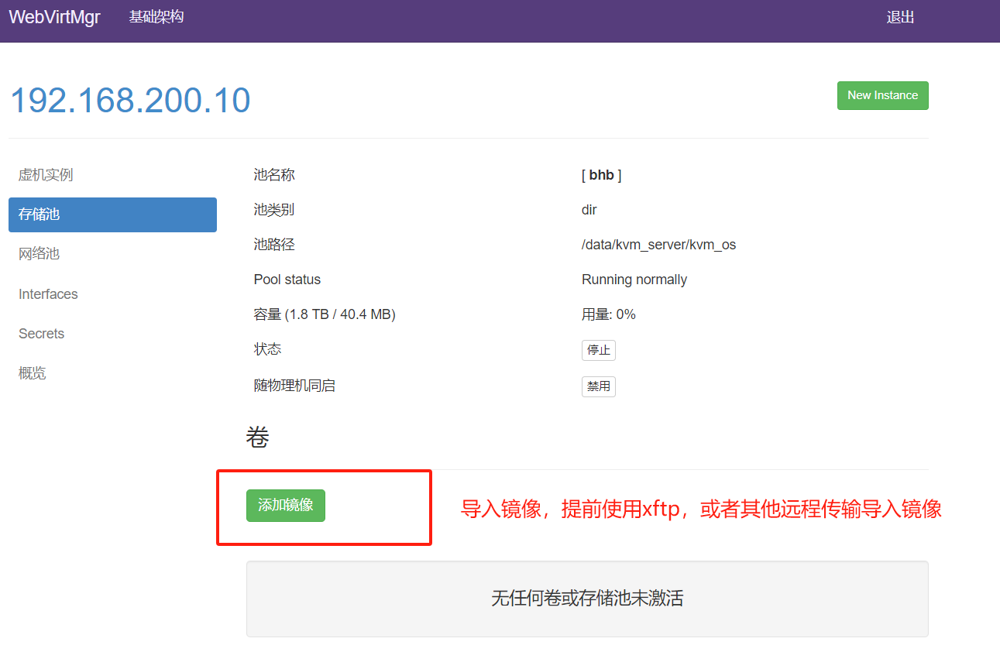 WebVirtMgr 基础架构 退出
192.168.200.10 New Instance
虚机实例
存储池
网络池
Interfaces
Secrets
概览
池名称 [ bhb ]
池类别 dir
池路径 /data/kvm_server/kvm_os
Pool status Running normally
容量 (1.8 TB / 40.4 MB) 用量: 0%
状态 停止
随物理机同启 禁用
卷
添加镜像 导入镜像，提前使用xftp，或者其他远程传输导入镜像
无任何卷或存储池未激活